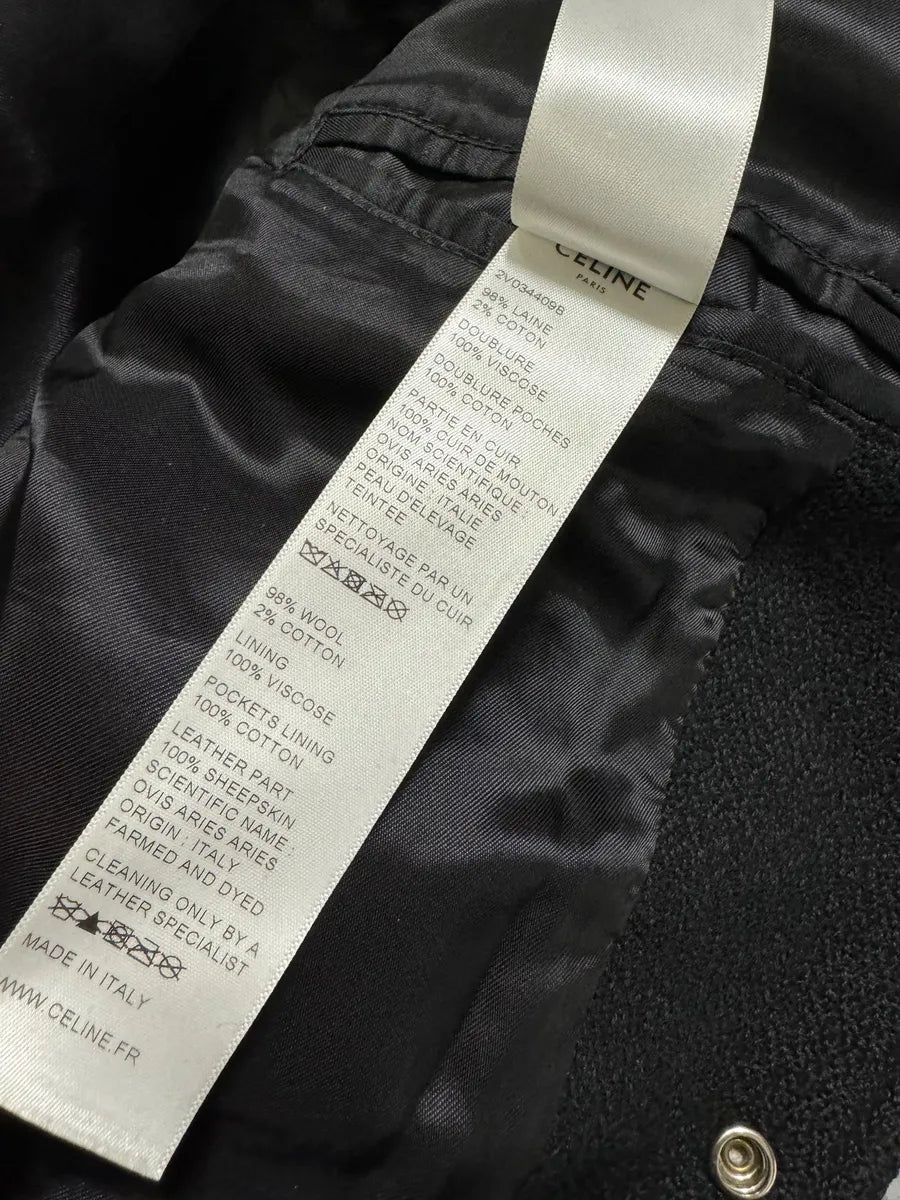 CELINE
PARIS
2V034409B
98% LAINE
2% COTON
DOUBLURE
100% VISCOSE
DOUBLURE POCHES
100% COTON
PARTIE EN CUIR
100% CUIR DE MOUTON
NOM SCIENTIFIQUE :
OVIS ARIES ARIES
ORIGINE : ITALIE
PEAU D'ELEVAGE
TEINTEE
NETTOYAGE PAR UN
SPECIALISTE DU CUIR
98% WOOL
2% COTTON
LINING
100% VISCOSE
POCKETS LINING
100% COTTON
LEATHER PART
100% SHEEPSKIN
SCIENTIFIC NAME :
OVIS ARIES ARIES
ORIGIN : ITALY
FARMED AND DYED
CLEANING ONLY BY A
LEATHER SPECIALIST
MADE IN ITALY
WWW.CELINE.FR